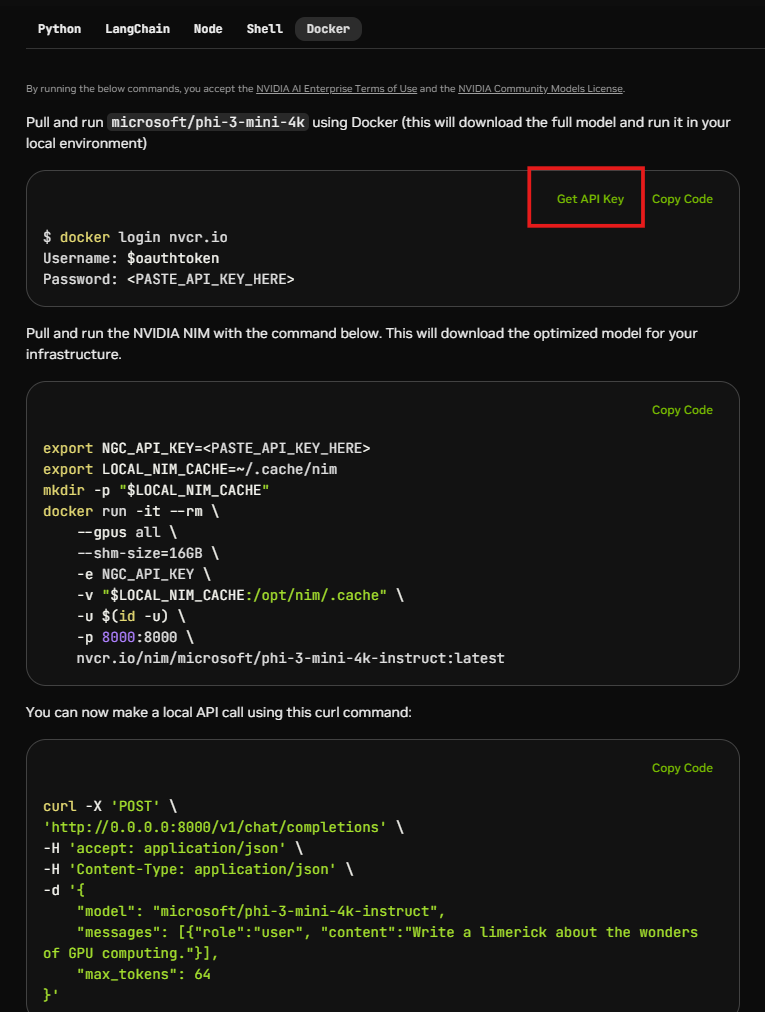 Python LangChain Node Shell Docker
By running the below commands, you accept the NVIDIA AI Enterprise Terms of Use and the NVIDIA Community Models License.
Pull and run microsoft/phi-3-mini-4k using Docker (this will download the full model and run it in your
local environment)
Get API Key Copy Code
$ docker login nvcr.io
Username: $oauthtoken
Password: <PASTE_API_KEY_HERE>
Pull and run the NVIDIA NIM with the command below. This will download the optimized model for your
infrastructure.
Copy Code
export NGC_API_KEY=<PASTE_API_KEY_HERE>
export LOCAL_NIM_CACHE=~/.cache/nim
mkdir -p "$LOCAL_NIM_CACHE"
docker run -it --rm \
    --gpus all \
    --shm-size=16GB \
    -e NGC_API_KEY \
    -v "$LOCAL_NIM_CACHE:/opt/nim/.cache" \
    -u $(id -u) \
    -p 8000:8000 \
    nvcr.io/nim/microsoft/phi-3-mini-4k-instruct:latest
You can now make a local API call using this curl command:
Copy Code
curl -X 'POST' \
'http://0.0.0.0:8000/v1/chat/completions' \
-H 'accept: application/json' \
-H 'Content-Type: application/json' \
-d '{
    "model": "microsoft/phi-3-mini-4k-instruct",
    "messages": [{"role":"user", "content":"Write a limerick about the wonders
of GPU computing."}],
    "max_tokens": 64
}'